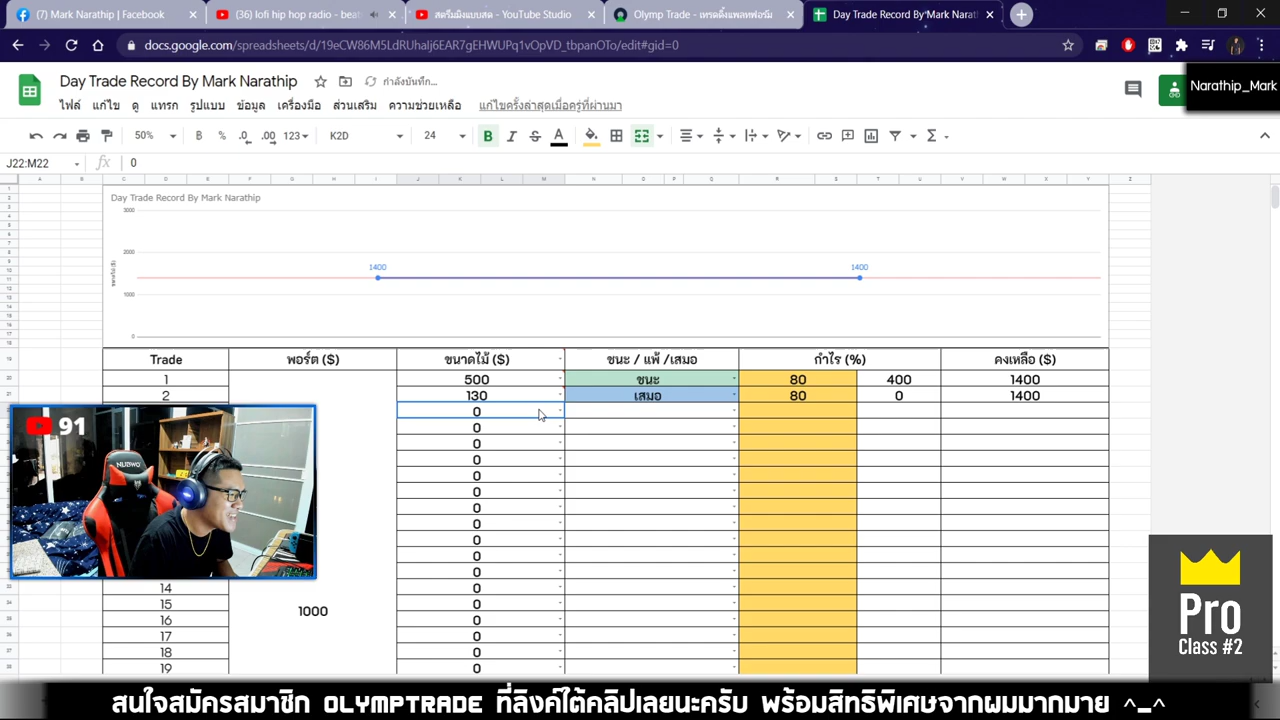 (7) Mark Narathip | Facebook
(36) lofi hip hop radio - bea
สตรีมมิงแบบสด - YouTube Studio
Olymp Trade - เทรดดิ้งแพลทฟอร์ม
Day Trade Record By Mark Narat
docs.google.com/spreadsheets/d/19eCW86M5LdRUhaIj6EAR7gEHWUPq1vOpVD_tbpanOTo/edit#gid=0
Day Trade Record By Mark Narathip
กำลังบันทึก...
Narathip_Mark
ไฟล์ แก้ไข ดู แทรก รูปแบบ ข้อมูล เครื่องมือ ส่วนเสริม ความช่วยเหลือ แก้ไขครั้งล่าสุดเมื่อครู่ที่ผ่านมา
50% ฿ % .0 .00 123 K2D 24 B I S A
J22:M22 fx 0
Day Trade Record By Mark Narathip
3000
2000
1000
0
1400 1400
Trade พอร์ต ($) ขนาดไม้ ($) ชนะ / แพ้ /เสมอ กำไร (%) คงเหลือ ($)
1 500 ชนะ 80 400 1400
2 130 เสมอ 80 0 1400
0
0
0
0
0
0
0
0
0
0
0
14 0
15 0
1000
16 0
17 0
18 0
19 0
91
Pro
Class #2
สนใจสมัครสมาชิก OLYMPTRADE ที่ลิงค์ใต้คลิปเลยนะครับ พร้อมสิทธิพิเศษจากผมมากมาย ^_^